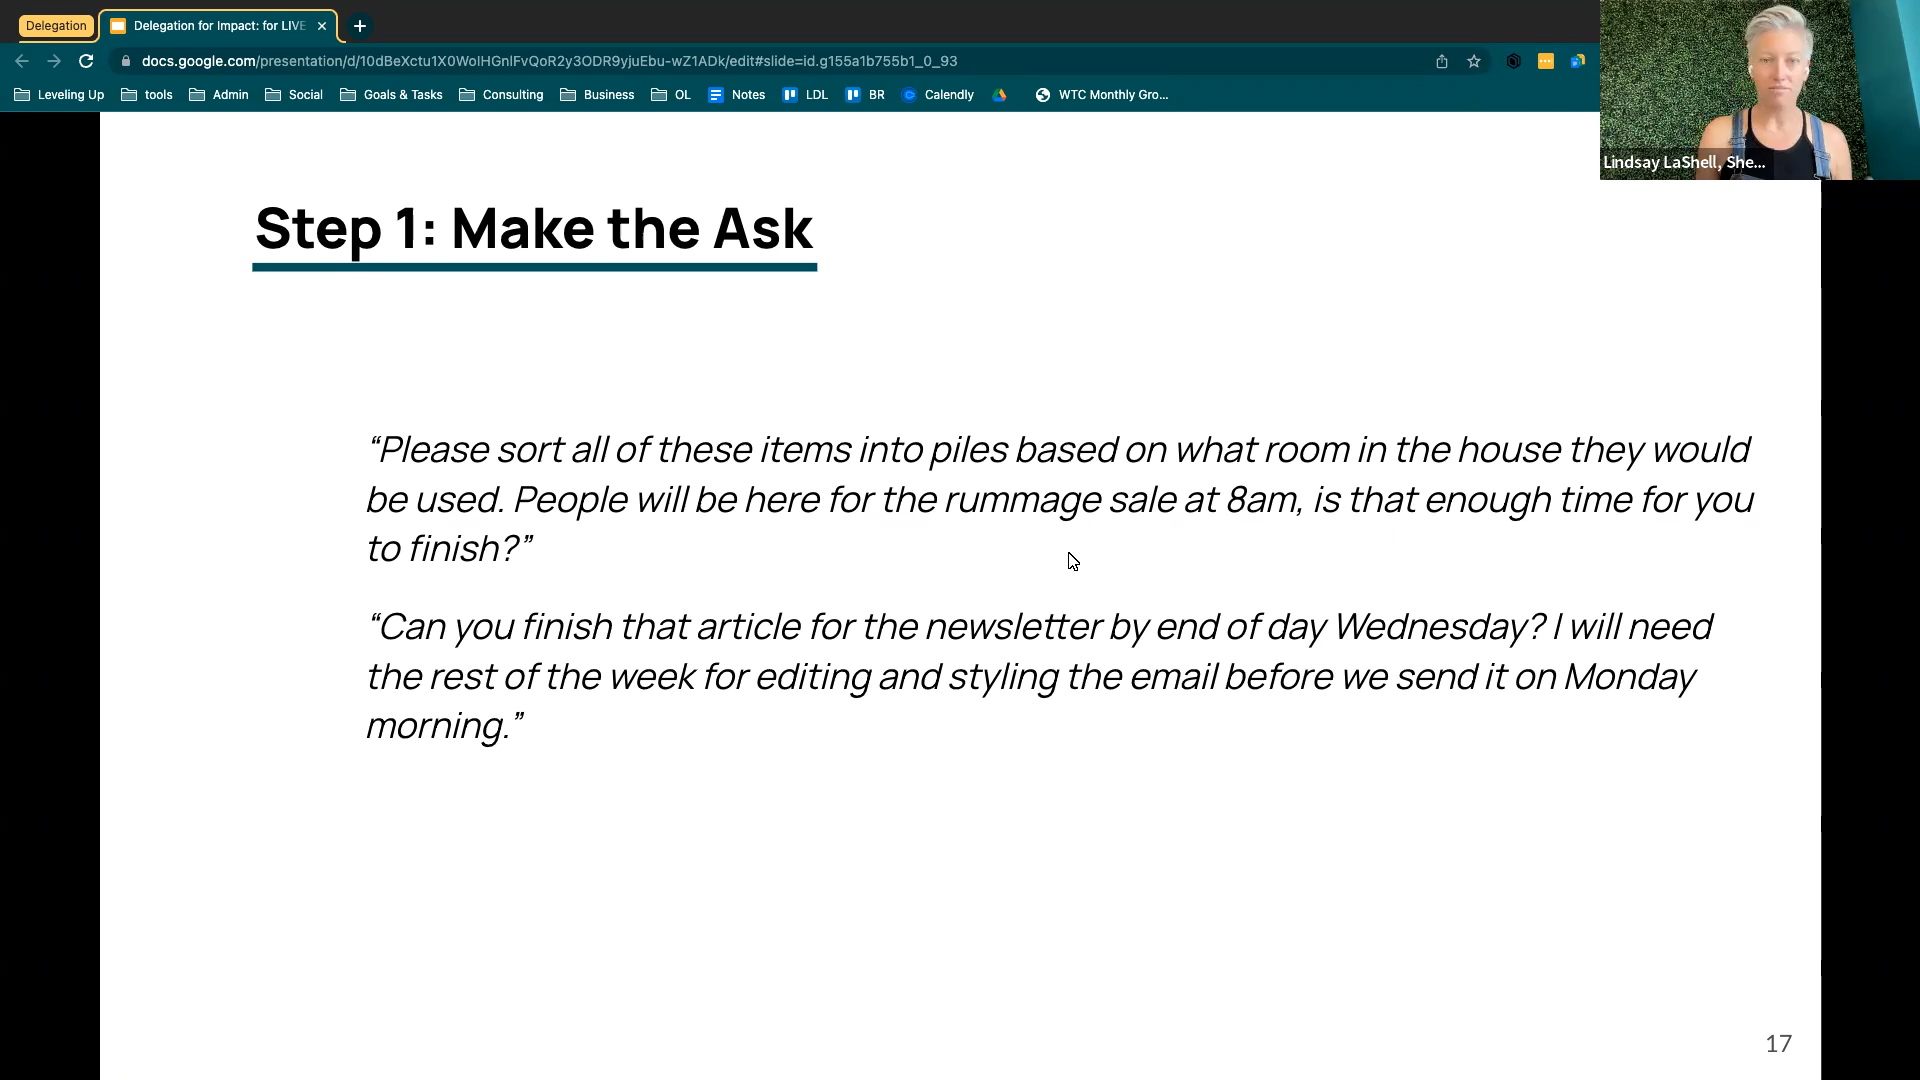 Delegation
Delegation for Impact: for LIVE
docs.google.com/presentation/d/10dBeXctu1X0WolHGnlFvQoR2y3ODR9yjuEbu-wZ1ADk/edit#slide=id.g155a1b755b1_0_93
Leveling Up tools Admin Social Goals & Tasks Consulting Business OL Notes LDL BR Calendly WTC Monthly Gro...
Lindsay LaShell, She...
Step 1: Make the Ask
“Please sort all of these items into piles based on what room in the house they would
be used. People will be here for the rummage sale at 8am, is that enough time for you
to finish?”
“Can you finish that article for the newsletter by end of day Wednesday? I will need
the rest of the week for editing and styling the email before we send it on Monday
morning.”
17